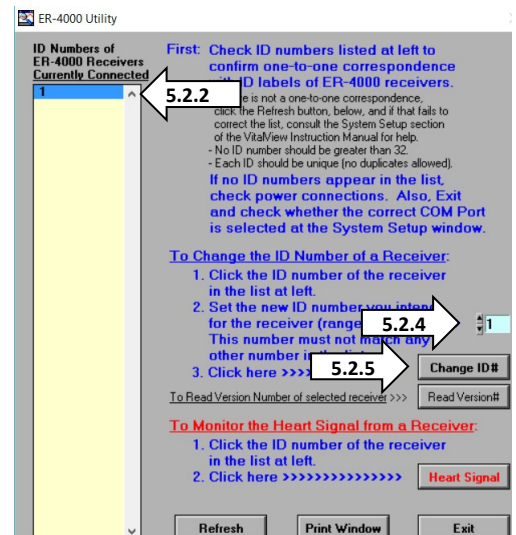 ER-4000 Utility
ID Numbers of
ER-4000 Receivers
Currently Connected
1
5.2.2
First: Check ID numbers listed at left to
confirm one-to-one correspondence
ID labels of ER-4000 receivers.
is not a one-to-one correspondence,
click the Refresh button, below, and if that fails to
correct the list, consult the System Setup section
of the VitalView Instruction Manual for help.
- No ID number should be greater than 32.
- Each ID should be unique (no duplicates allowed).
If no ID numbers appear in the list,
check power connections. Also, Exit
and check whether the correct COM Port
is selected at the System Setup window.
To Change the ID Number of a Receiver:
1. Click the ID number of the receiver
in the list at left.
2. Set the new ID number you
for the receiver (range
5.2.4
1
This number must not match any
other number in
3. Click here >>>>
5.2.5
Change ID#
To Read Version Number of selected receiver >>>
Read Version#
To Monitor the Heart Signal from a Receiver:
1. Click the ID number of the receiver
in the list at left.
2. Click here >>>>>>>>>>>>>>>
Heart Signal
Refresh
Print Window
Exit